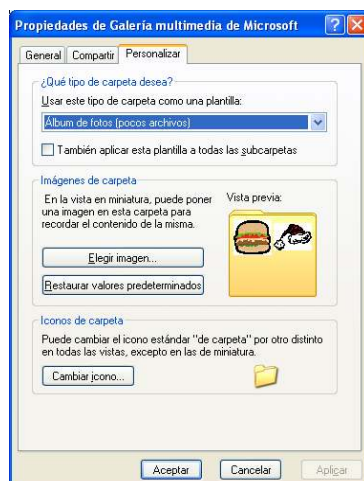 Propiedades de Galería multimedia de Microsoft
General Compartir Personalizar
¿Qué tipo de carpeta desea?
Usar este tipo de carpeta como una plantilla:
Álbum de fotos (pocos archivos)
También aplicar esta plantilla a todas las subcarpetas
Imágenes de carpeta
En la vista en miniatura, puede poner
una imagen en esta carpeta para
recordar el contenido de la misma.
Vista previa:
Elegir imagen...
Restaurar valores predeterminados
Iconos de carpeta
Puede cambiar el icono estándar "de carpeta" por otro distinto
en todas las vistas, excepto en las de miniatura.
Cambiar icono...
Aceptar Cancelar Aplicar